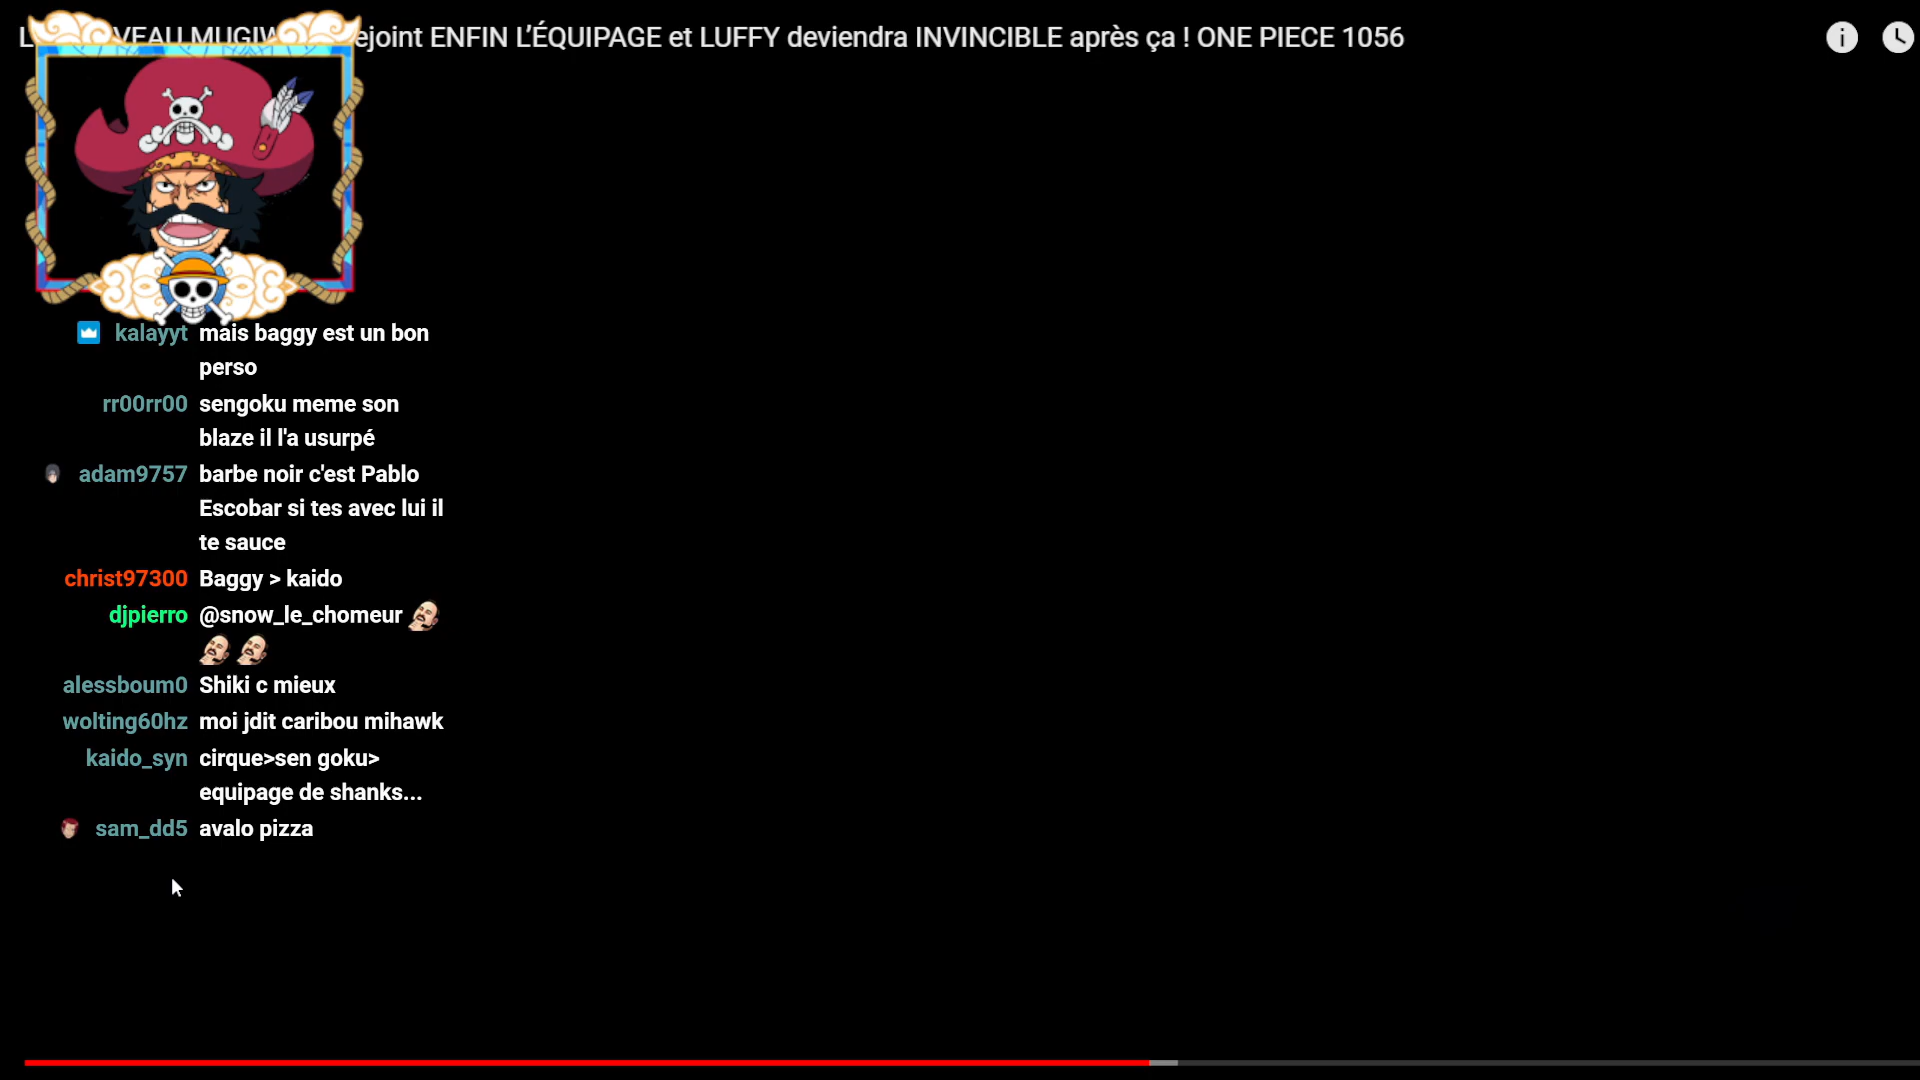 VEAU MUGIW ejoint ENFIN L'ÉQUIPAGE et LUFFY deviendra INVINCIBLE après ça ! ONE PIECE 1056
kalayyt mais baggy est un bon
perso
rr00rr00 sengoku meme son
blaze il l'a usurpé
adam9757 barbe noir c'est Pablo
Escobar si tes avec lui il
te sauce
christ97300 Baggy > kaido
djpierro @snow_le_chomeur
alessboum0 Shiki c mieux
wolting60hz moi jdit caribou mihawk
kaido_syn cirque>sen goku>
equipage de shanks...
sam_dd5 avalo pizza